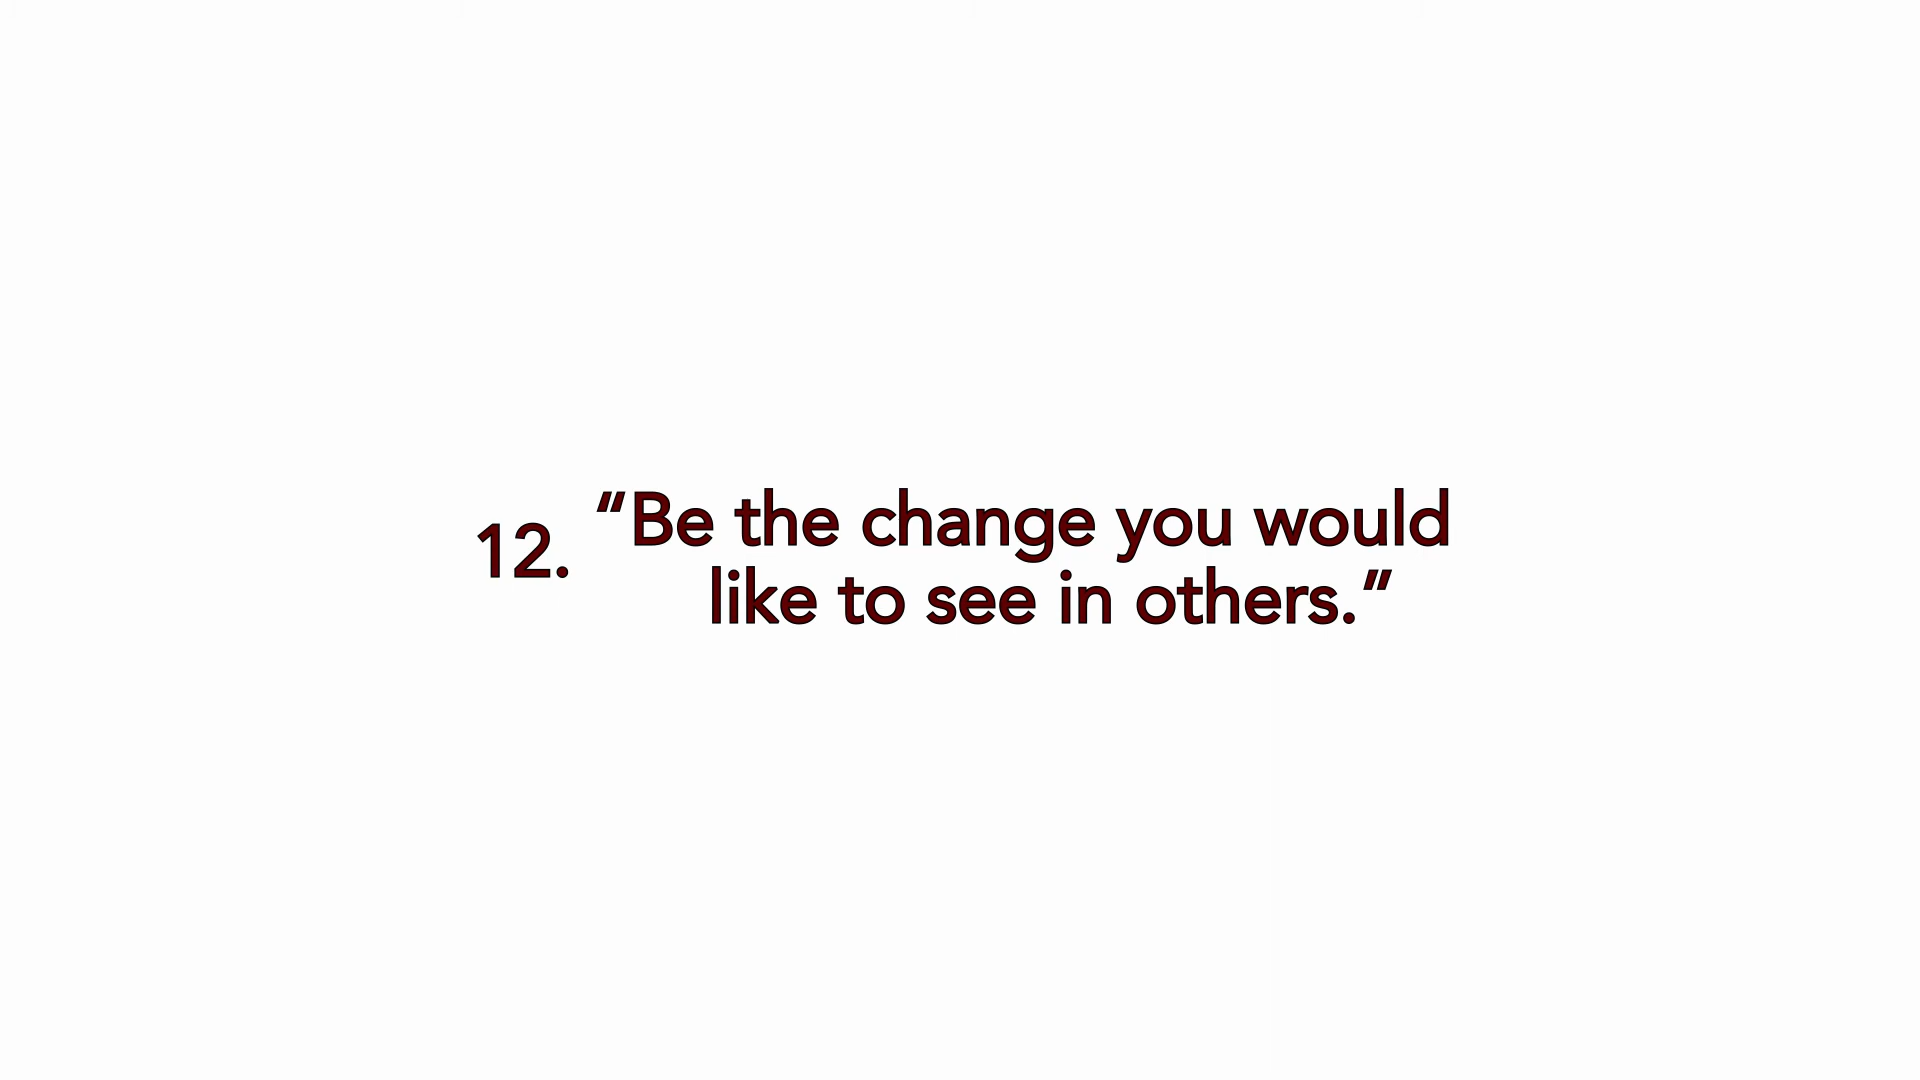 12. “Be the change you would
like to see in others.”